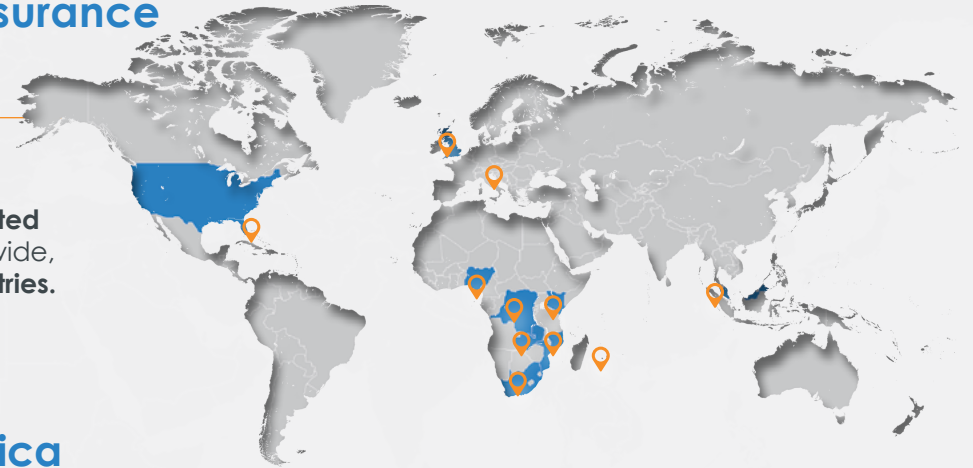 surance
ted
vide,
tries.
ica